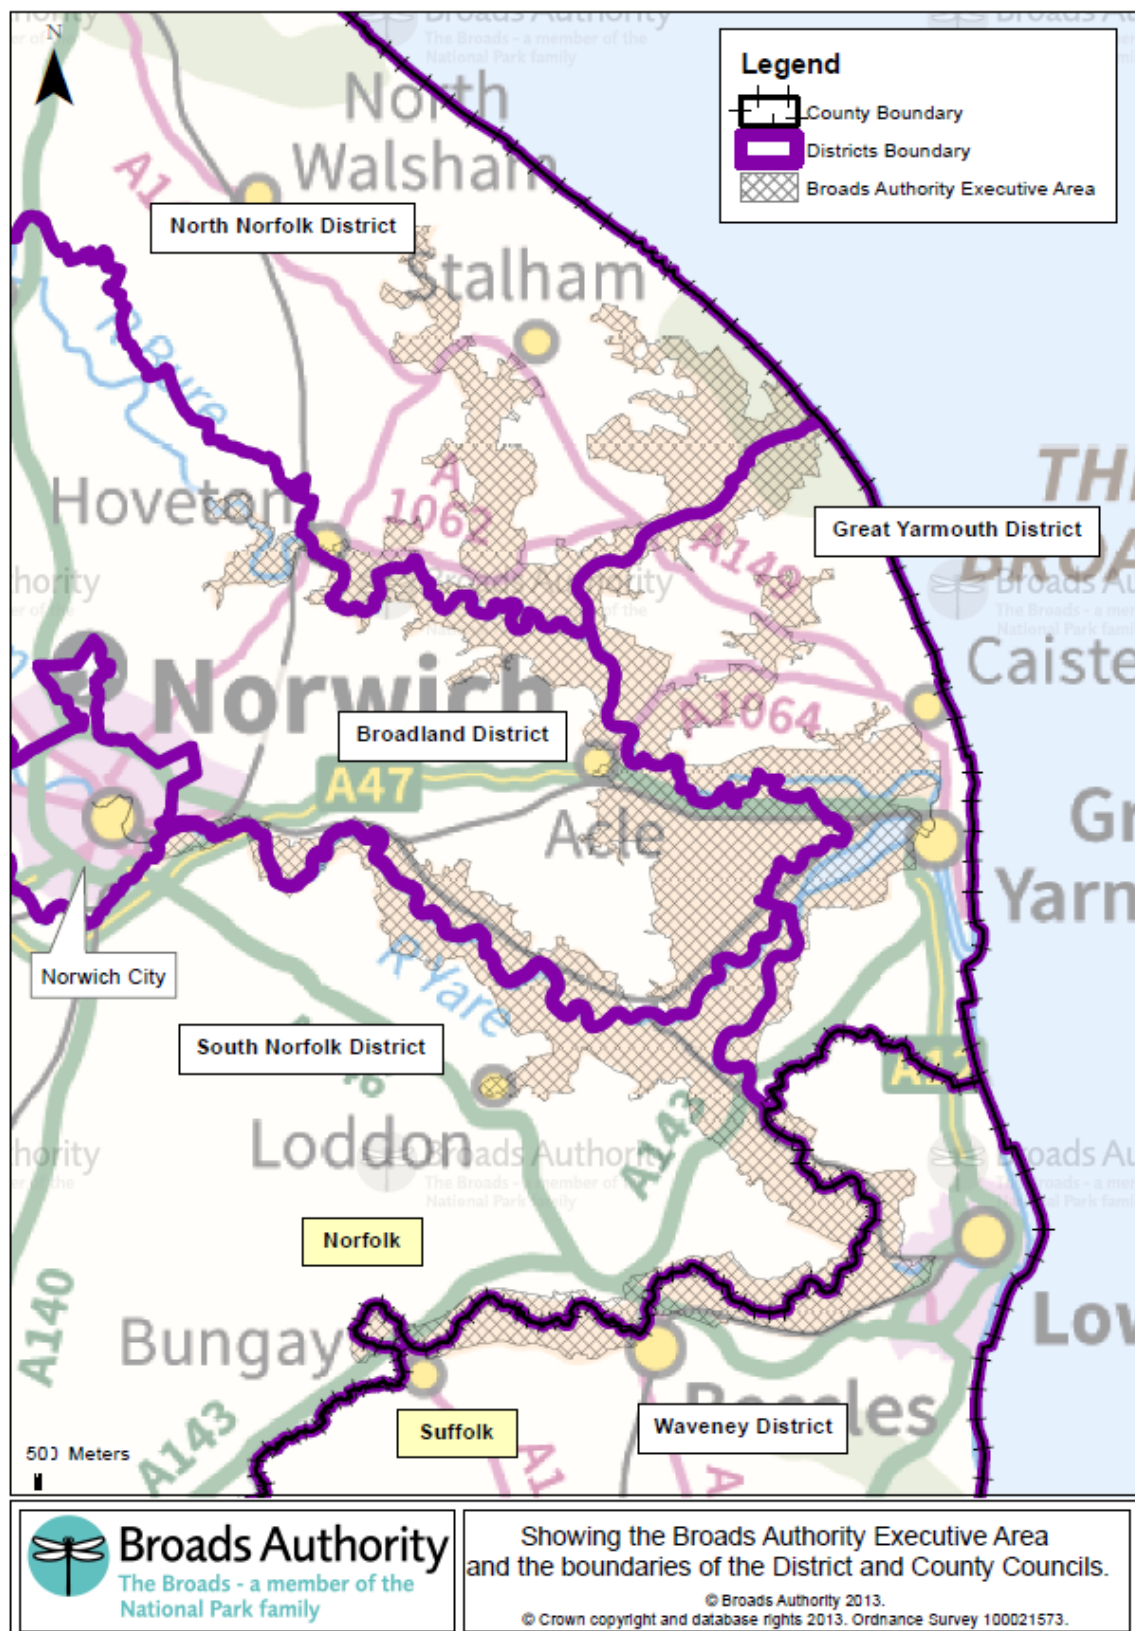 N
Legend
County Boundary
Districts Boundary
Broads Authority Executive Area
North
Walsham
A1
North Norfolk District
Stalham
R Bure
Hoveton
A
1062
A149
Great Yarmouth District
Caiste
Norwich
A1064
Broadland District
A47
Acle
Gr
Yarm
Norwich City
R Yare
South Norfolk District
A12
Loddon
A143
Norfolk
A140
Bungay
Low
Suffolk
Waveney District
A143
A1
A
500 Meters
Broads Authority
The Broads - a member of the
National Park family
Showing the Broads Authority Executive Area
and the boundaries of the District and County Councils.
© Broads Authority 2013.
© Crown copyright and database rights 2013. Ordnance Survey 100021573.